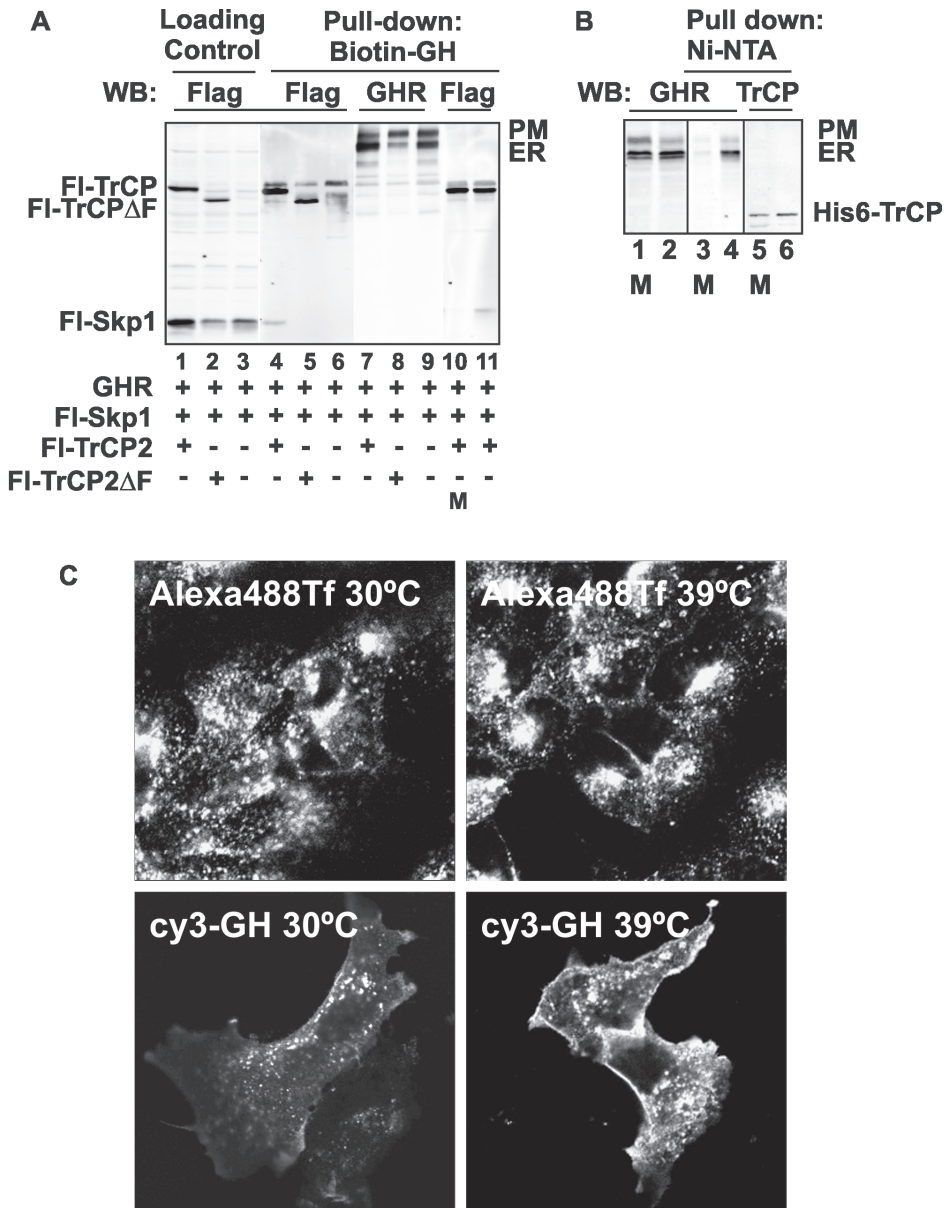 A
Loading Control
Pull-down: Biotin-GH
WB: Flag Flag GHR Flag
PM
ER
Fl-TrCP
Fl-TrCPΔF
Fl-Skp1
1 2 3 4 5 6 7 8 9 10 11
GHR + + + + + + + + + + +
Fl-Skp1 + + + + + + + + + + +
Fl-TrCP2 + - - + - - + - - + +
Fl-TrCP2ΔF - + - - + - - + - - -
M
B
Pull down: Ni-NTA
WB: GHR TrCP
PM
ER
His6-TrCP
1 2 3 4 5 6
M M M
C
Alexa488Tf 30ºC
Alexa488Tf 39ºC
cy3-GH 30ºC
cy3-GH 39ºC